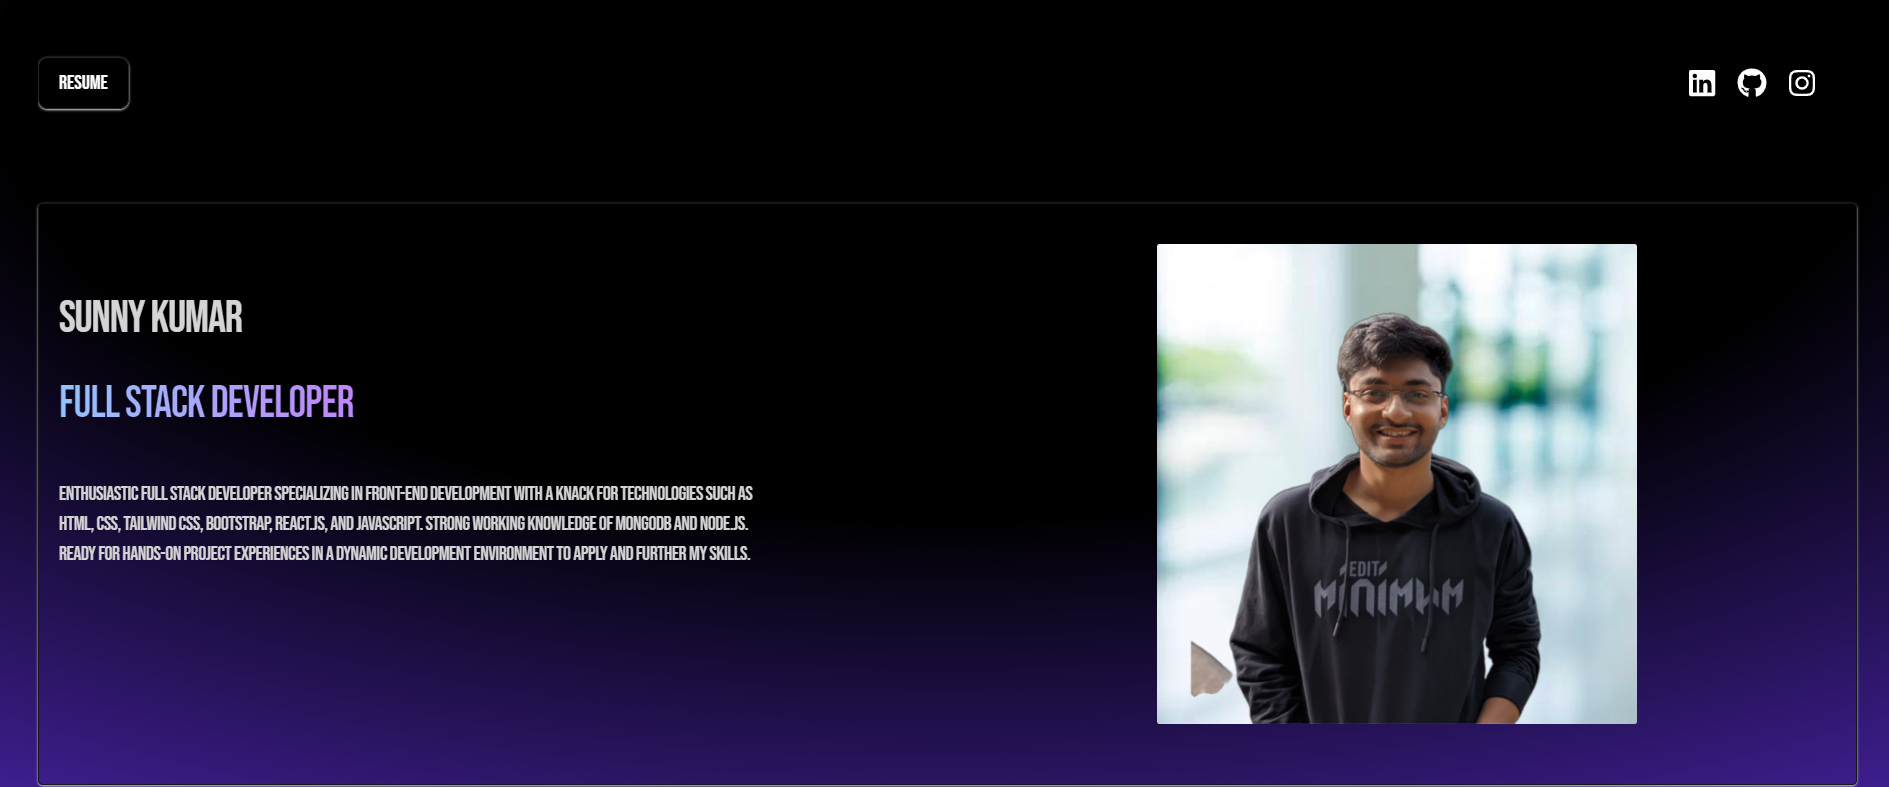 RESUME
SUNNY KUMAR
FULL STACK DEVELOPER
ENTHUSIASTIC FULL STACK DEVELOPER SPECIALIZING IN FRONT-END DEVELOPMENT WITH A KNACK FOR TECHNOLOGIES SUCH AS
HTML, CSS, TAILWIND CSS, BOOTSTRAP, REACT.JS, AND JAVASCRIPT. STRONG WORKING KNOWLEDGE OF MONGODB AND NODE.JS.
READY FOR HANDS-ON PROJECT EXPERIENCES IN A DYNAMIC DEVELOPMENT ENVIRONMENT TO APPLY AND FURTHER MY SKILLS.
EDIT
MINIMAM